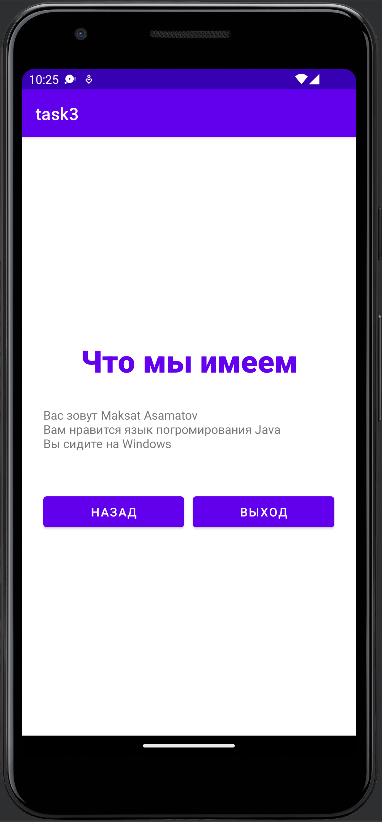 10:25
task3
Что мы имеем
Вас зовут Maksat Asamatov
Вам нравится язык погромирования Java
Вы сидите на Windows
НАЗАД ВЫХОД